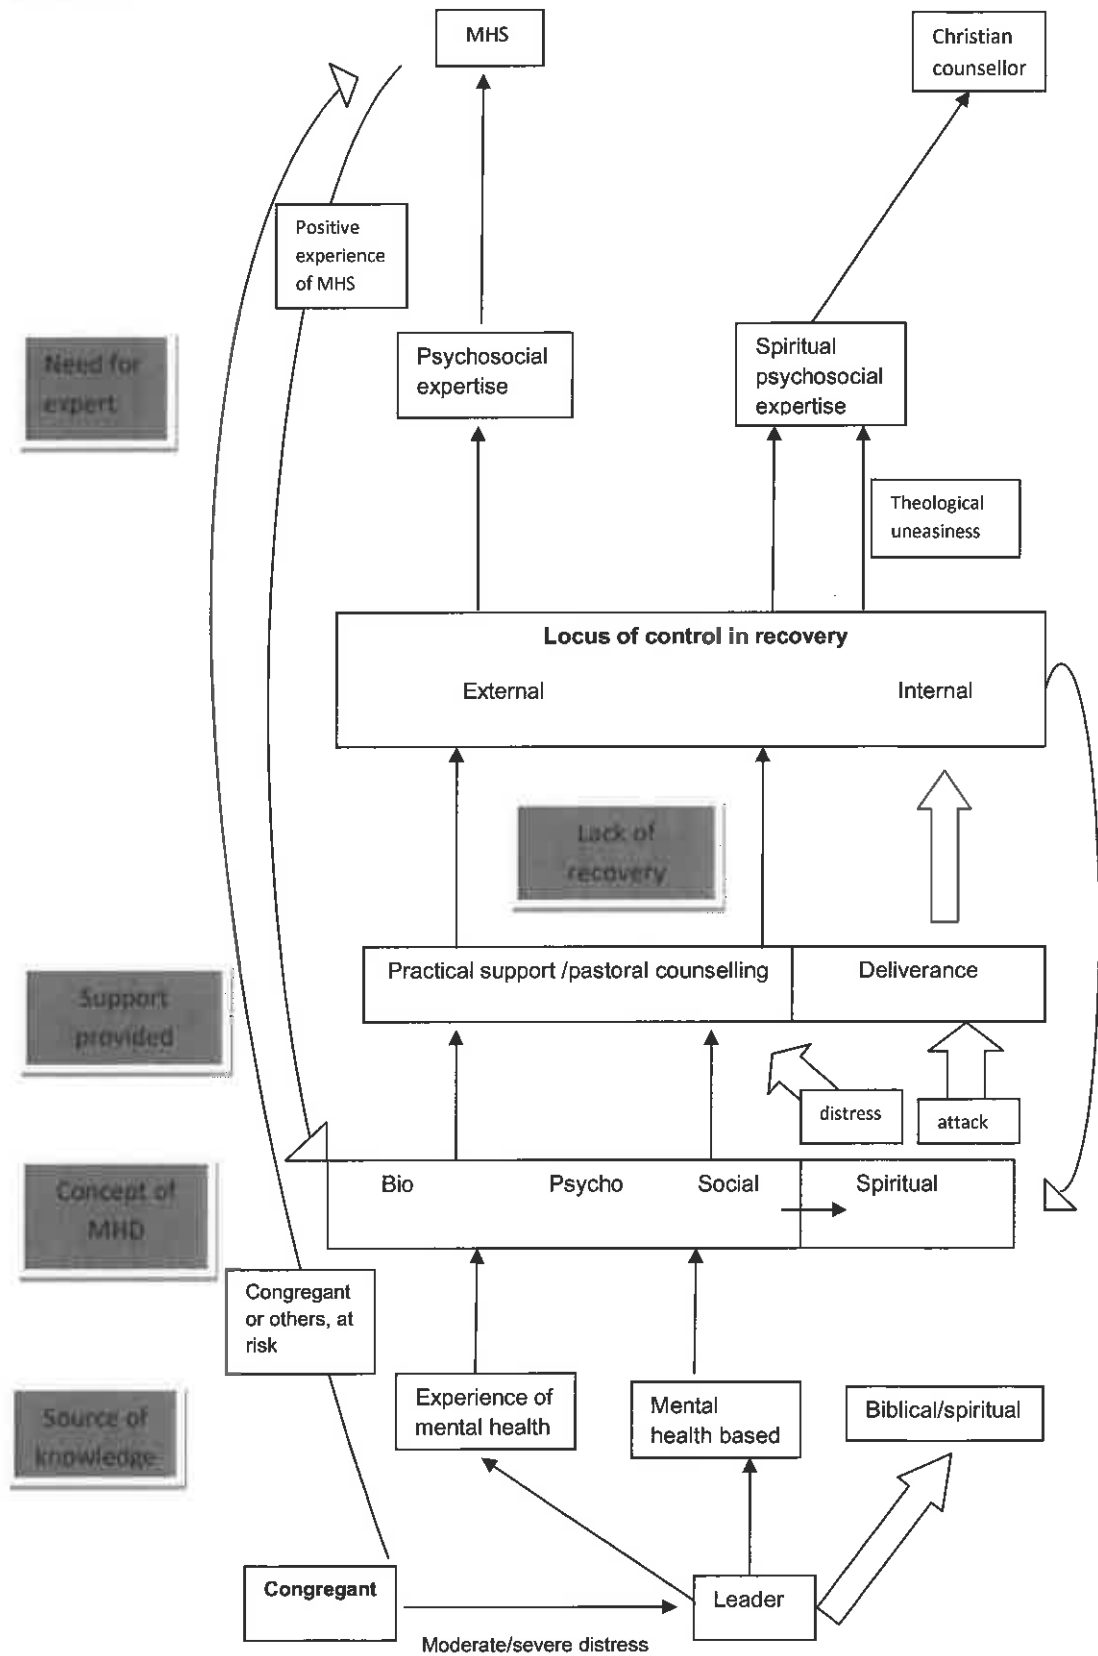 MHS
Christian
counsellor
Positive
experience
of MHS
Need for
expert
Psychosocial
expertise
Spiritual
psychosocial
expertise
Theological
uneasiness
Locus of control in recovery
External
Internal
Lack of
recovery
Practical support /pastoral counselling
Deliverance
Support
provided
distress
attack
Bio
Psycho
Social
Spiritual
Concept of
MHD
Congregant
or others, at
risk
Experience of
mental health
Mental
health based
Biblical/spiritual
Source of
knowledge
Congregant
Leader
Moderate/severe distress